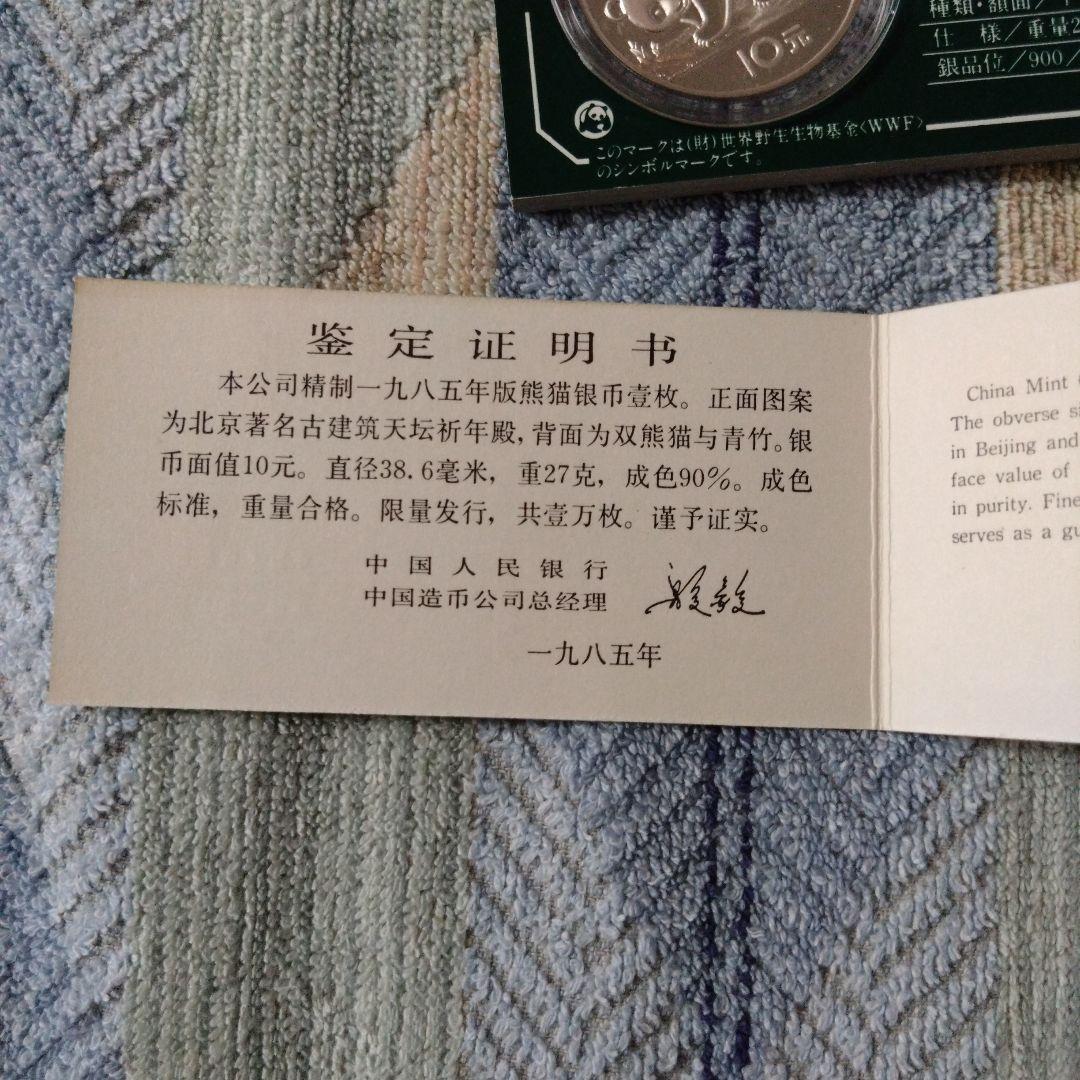 10元
種類・額面/
仕 様/重量2
銀品位/900/
このマークは(財)世界野生生物基金〈WWF〉
のシンボルマークです。
鉴定证明书
本公司精制一九八五年版熊猫银币壹枚。正面图案
为北京著名古建筑天坛祈年殿,背面为双熊猫与青竹。银
币面值10元。直径38.6毫米,重27克,成色90%。成色
标准,重量合格。限量发行,共壹万枚。谨予证实。
中国人民银行
中国造币公司总经理
一九八五年
China Mint
The obverse
in Beijing and
face value of
in purity. Fine
serves as a